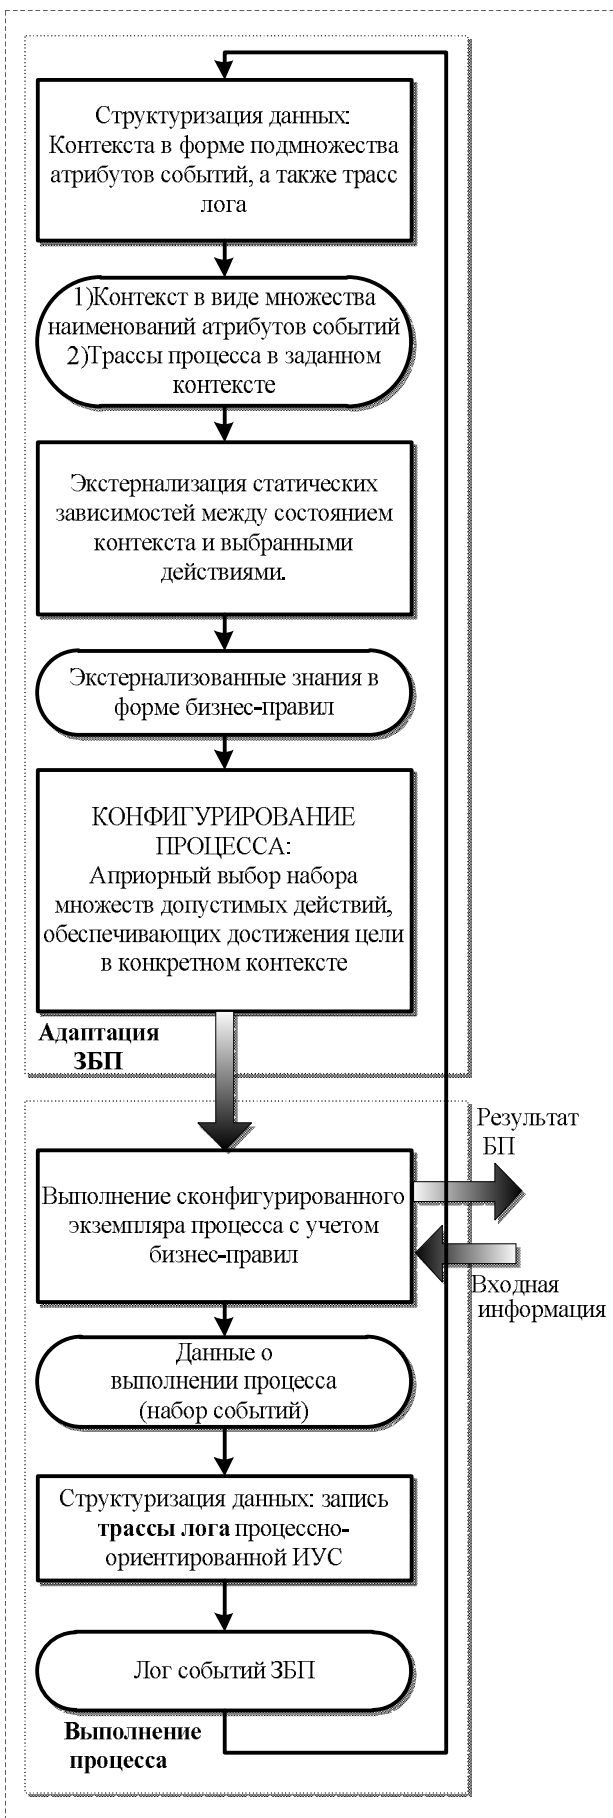 Структуризация данных:
Контекста в форме подмножества
атрибутов событий, а также трасс
лога
1)Контекст в виде множества
наименований атрибутов событий
2)Трассы процесса в заданном
контексте
Экстернализация статических
зависимостей между состоянием
контекста и выбранными
действиями.
Экстернализованные знания в
форме бизнес-правил
КОНФИГУРИРОВАНИЕ
ПРОЦЕССА:
Априорный выбор набора
множеств допустимых действий,
обеспечивающих достижения цели
в конкретном контексте
Адаптация
ЗБП
Результат
БП
Выполнение сконфигурированного
экземпляра процесса с учетом
бизнес-правил
Входная
информация
Данные о
выполнении процесса
(набор событий)
Структуризация данных: запись
трассы лога процессно-
ориентированной ИУС
Лог событий ЗБП
Выполнение
процесса